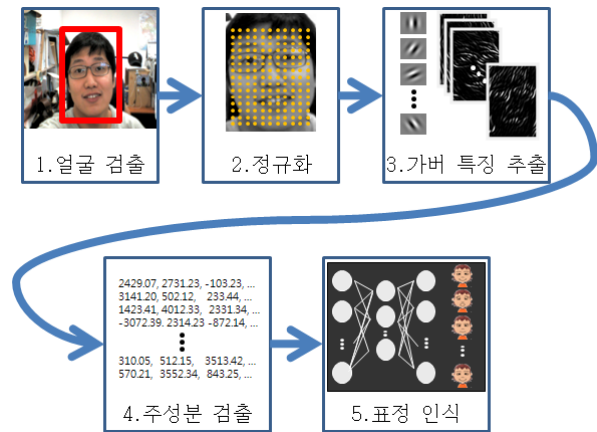 1.얼굴 검출
2.정규화
3.가버 특징 추출
2429.07, 2731.23, -103.23, ...
3141.20, 502.12, 233.44, ...
1423.41, 4012.33, 2331.34, ...
-3072.39. 2314.23 -872.14, ...
310.05, 512.15, 3513.42, ...
570.21, 3552.34, 843.25, ...
4.주성분 검출
5.표정 인식